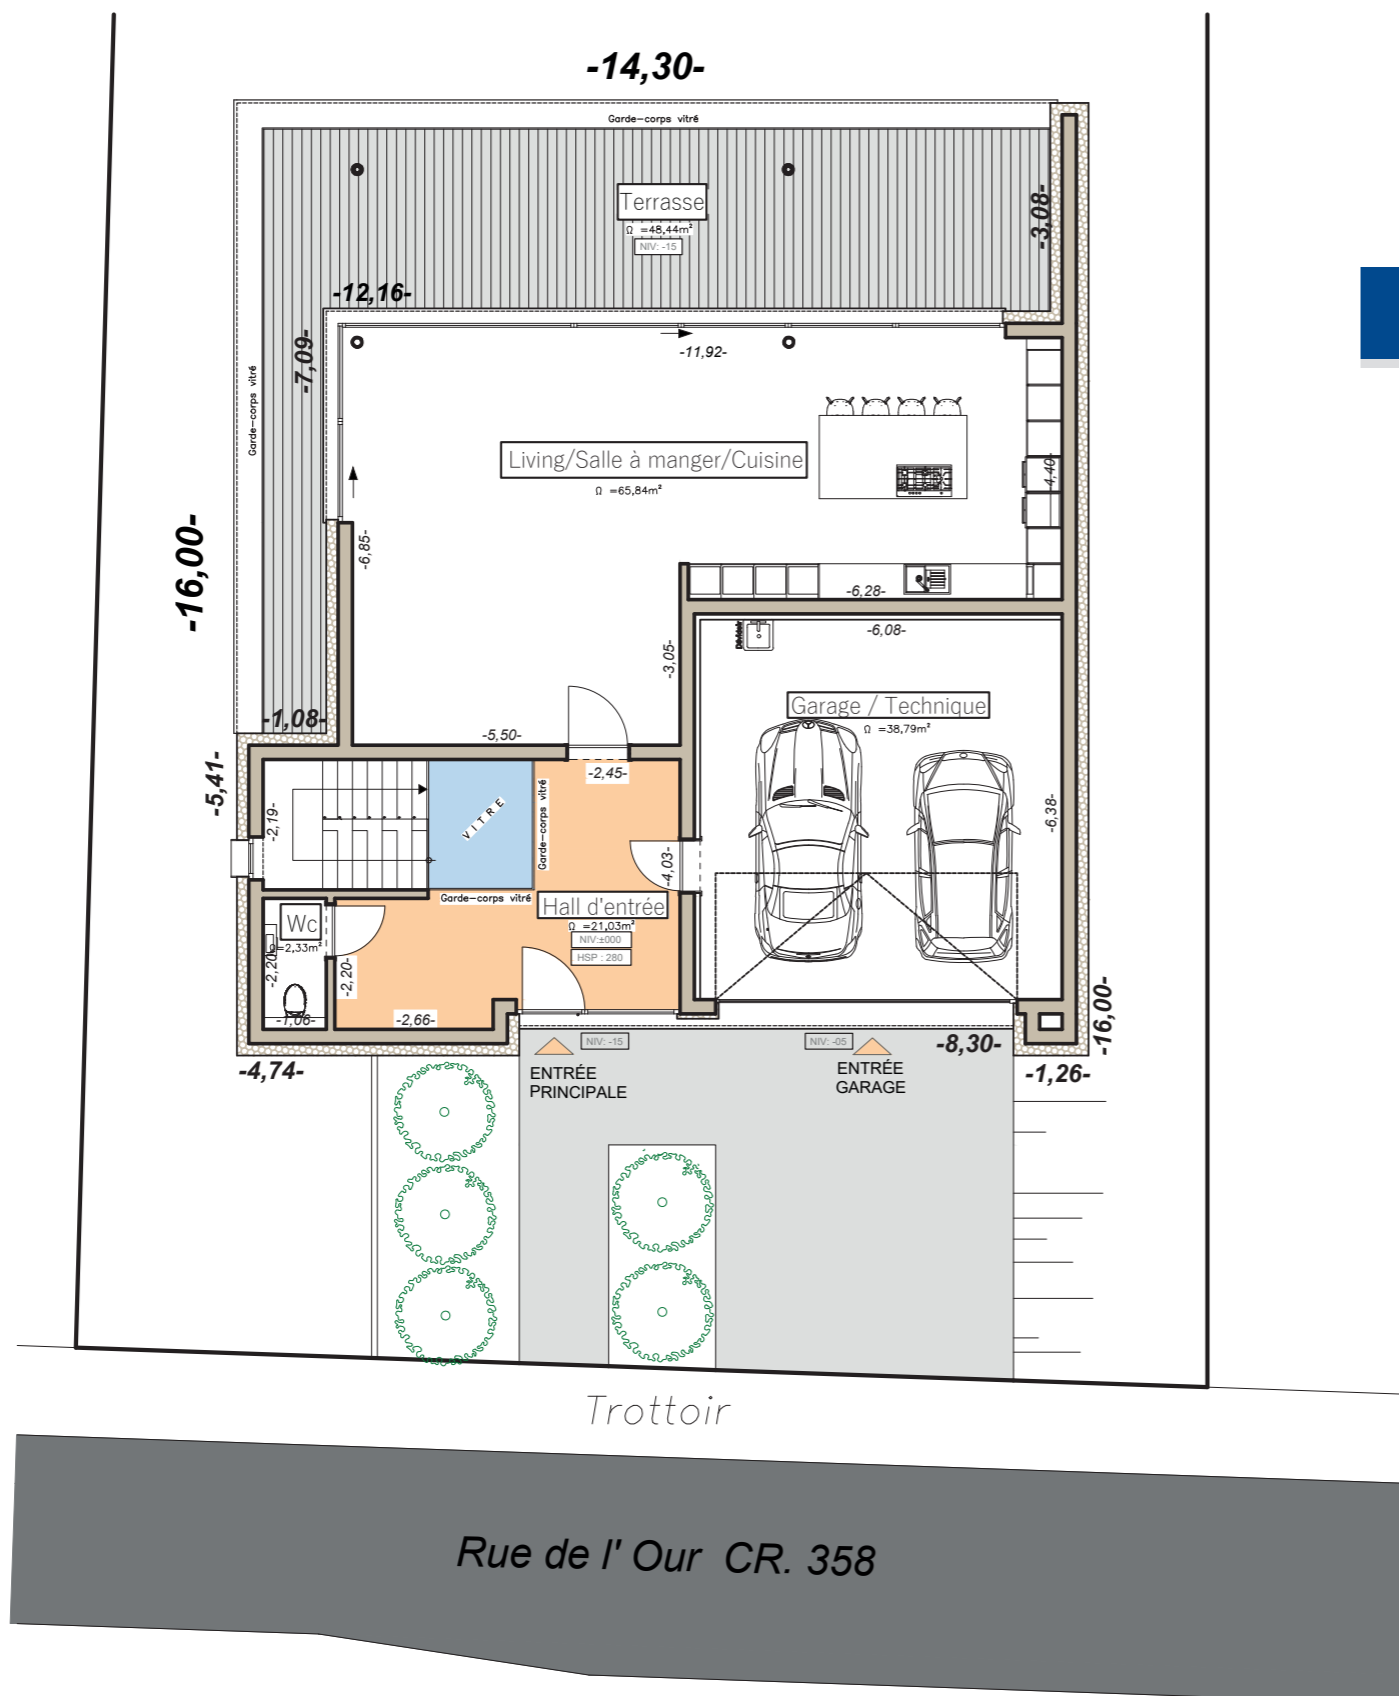 -14,30-
Garde-corps vitré
Terrasse
Ω =48,44m²
NIV: -15
-3,08-
-12,16-
-7,09-
-11,92-
Garde-corps vitré
Living/Salle à manger/Cuisine
Ω =65,84m²
-4,40-
-16,00-
-6,85-
-6,28-
-6,08-
Dévidoir
-3,05-
Garage / Technique
Ω =38,79m²
-1,08-
-5,50-
-5,41-
-2,45-
VITRE
Garde-corps vitré
-2,19-
-6,38-
-4,03-
Garde-corps vitré
Hall d'entrée
Ω =21,03m²
NIV:±000
HSP : 280
Wc
Ω=2,33m²
-2,20-
-2,20-
-1,06-
-2,66-
-16,00-
NIV: -15
NIV: -05
-8,30-
-4,74-
ENTRÉE
PRINCIPALE
ENTRÉE
GARAGE
-1,26-
Trottoir
Rue de l' Our CR. 358